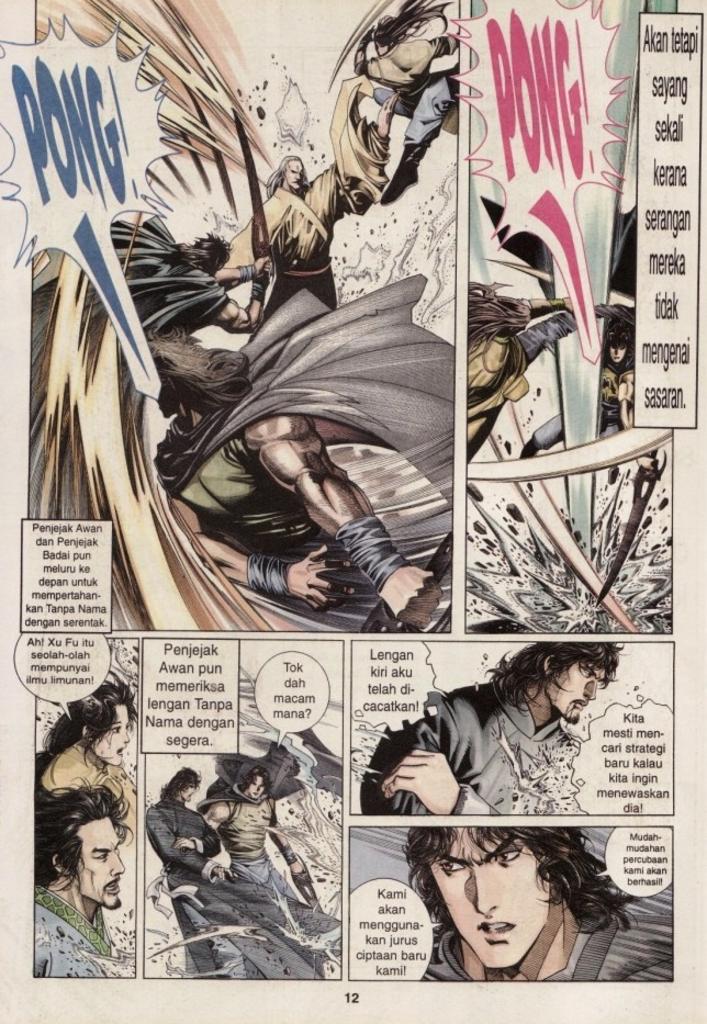 PONG!
PONG!
Akan tetapi
sayang
sekali
kerana
serangan
mereka
tidak
mengenai
sasaran.
Penjejak Awan
dan Penjejak
Badai pun
meluru ke
depan untuk
mempertahan-
kan Tanpa Nama
dengan serentak.
Ah! Xu Fu itu
seolah-olah
mempunyai
ilmu limunan!
Penjejak
Awan pun
memeriksa
lengan Tanpa
Nama dengan
segera.
Tok
dah
macam
mana?
Lengan
kiri aku
telah di-
cacatkan!
Kita
mesti men-
cari strategi
baru kalau
kita ingin
menewaskan
dia!
Mudah-
mudahan
percubaan
kami akan
berhasil!
Kami
akan
mengguna-
kan jurus
ciptaan baru
kami!
12